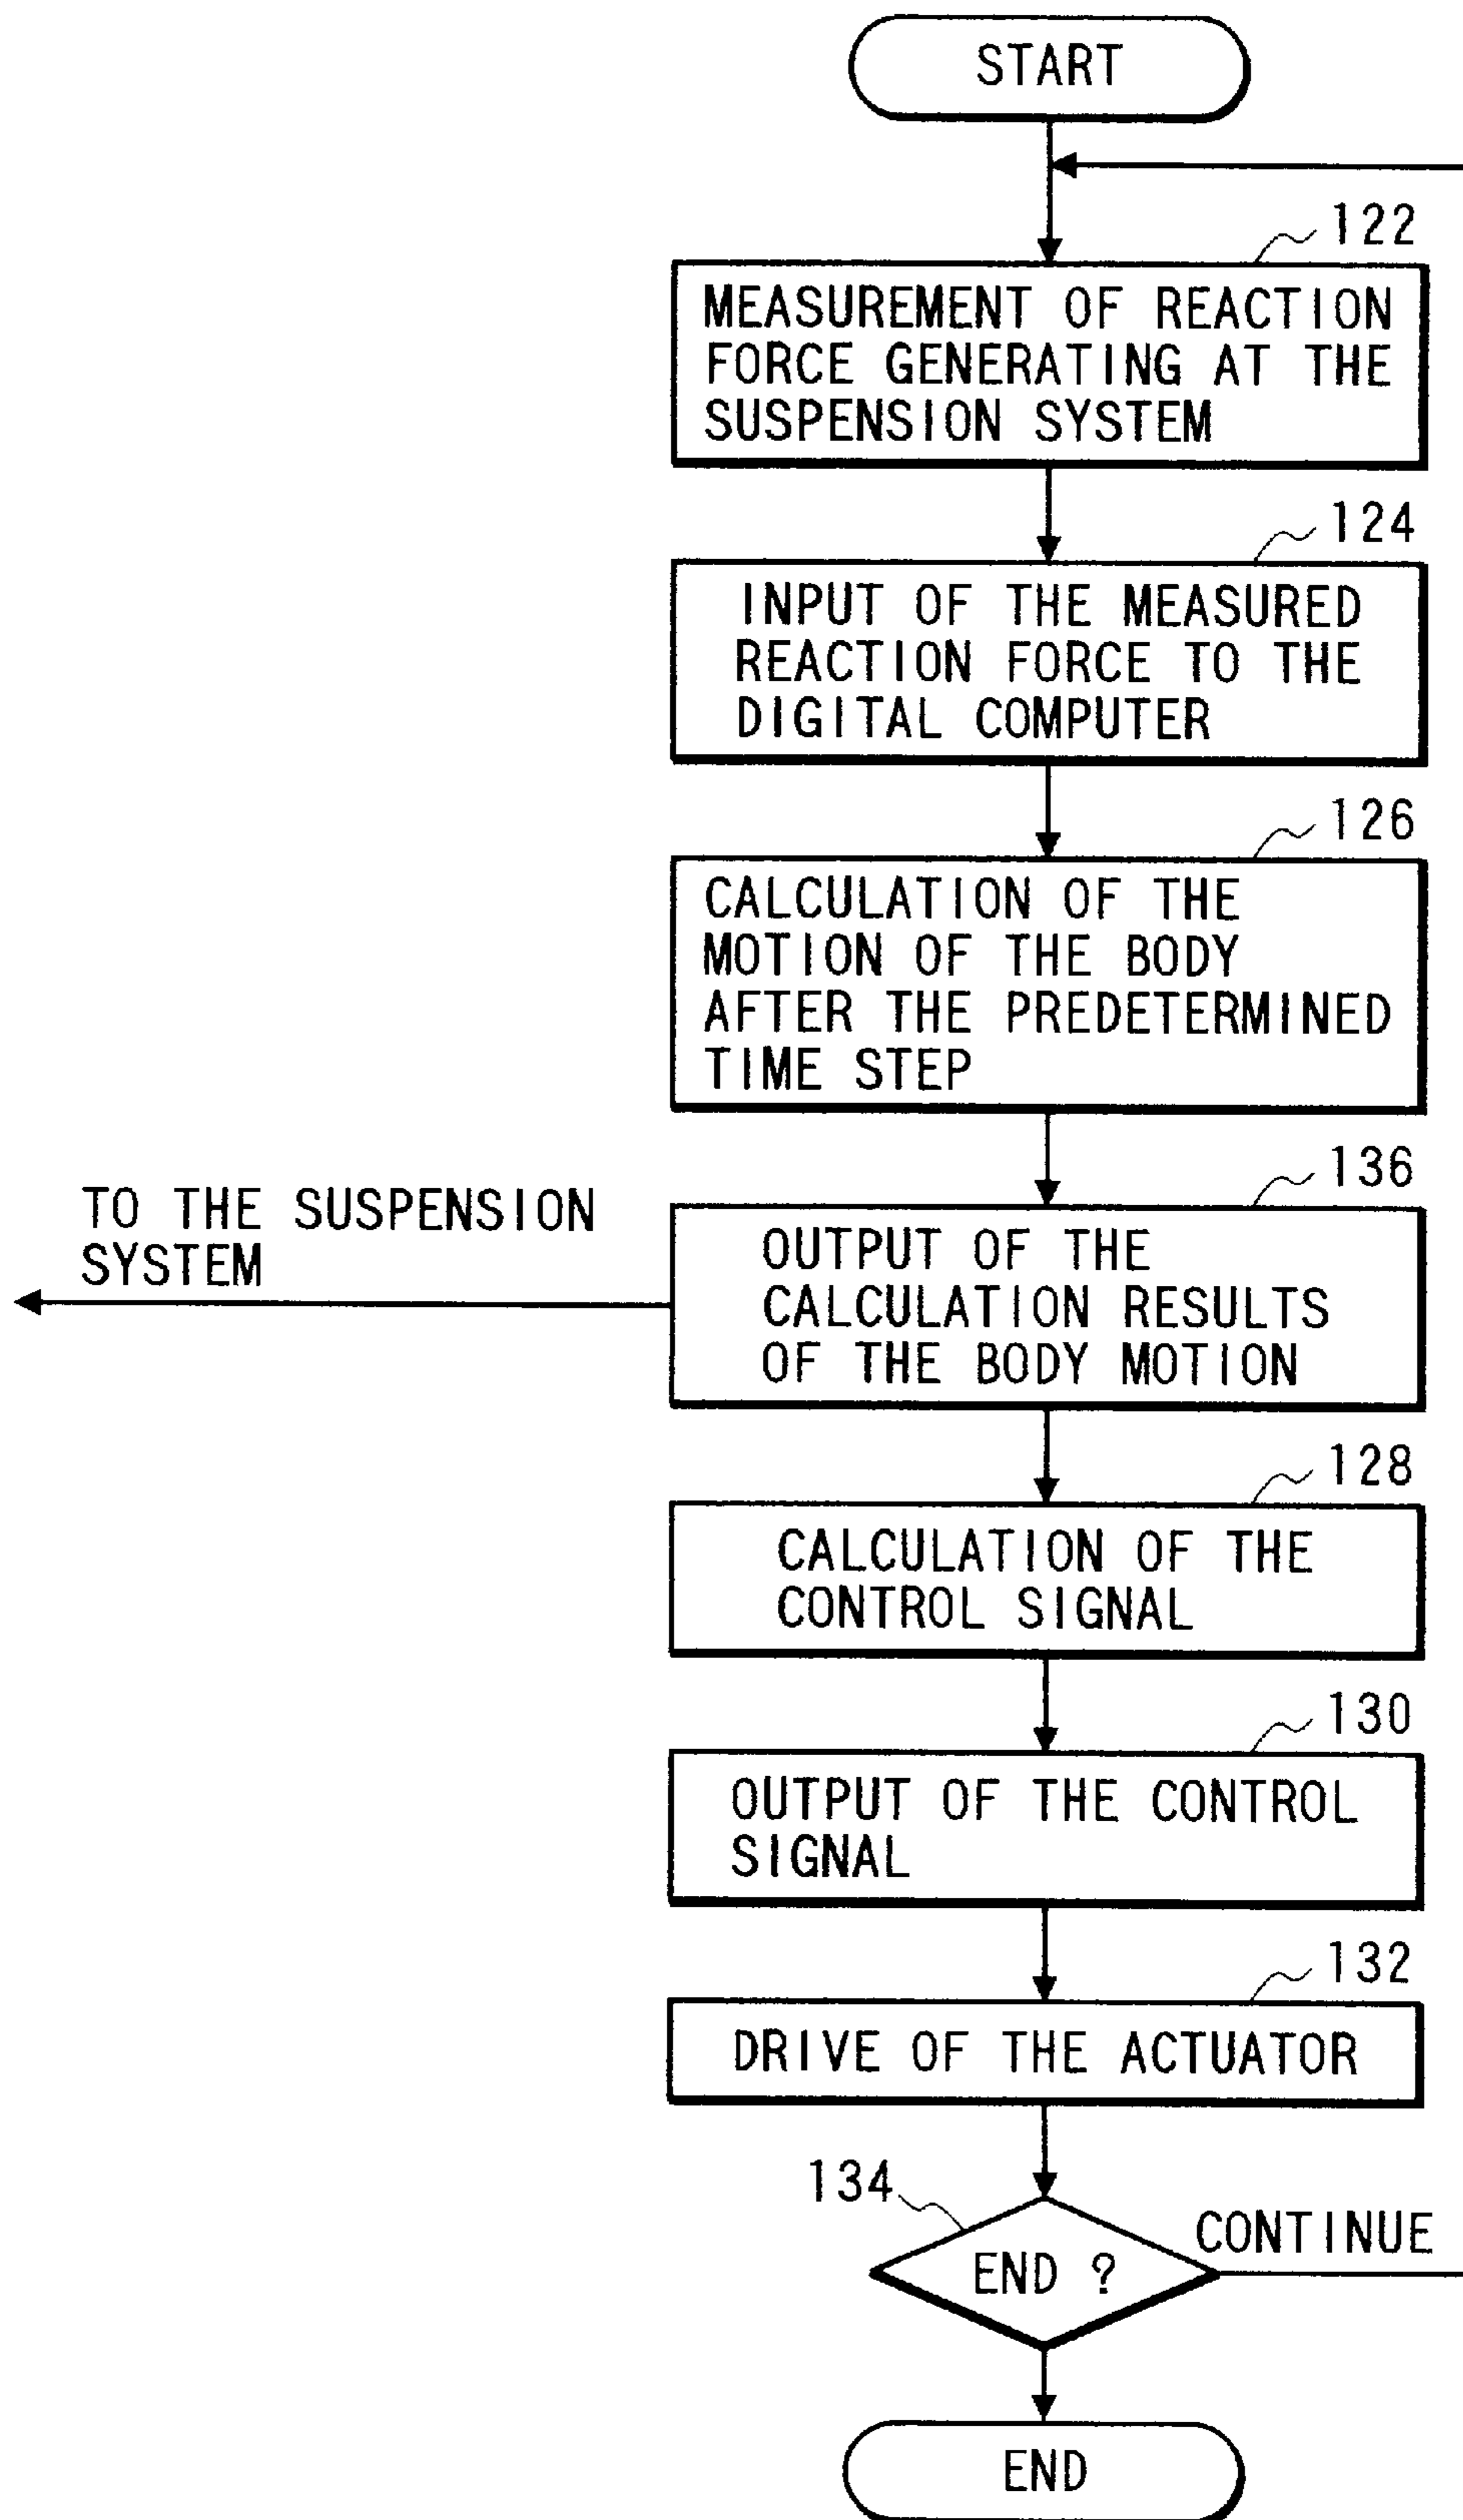 START
122
MEASUREMENT OF REACTION
FORCE GENERATING AT THE
SUSPENSION SYSTEM
124
INPUT OF THE MEASURED
REACTION FORCE TO THE
DIGITAL COMPUTER
126
CALCULATION OF THE
MOTION OF THE BODY
AFTER THE PREDETERMINED
TIME STEP
136
TO THE SUSPENSION
SYSTEM
OUTPUT OF THE
CALCULATION RESULTS
OF THE BODY MOTION
128
CALCULATION OF THE
CONTROL SIGNAL
130
OUTPUT OF THE CONTROL
SIGNAL
132
DRIVE OF THE ACTUATOR
134
END ?
CONTINUE
END